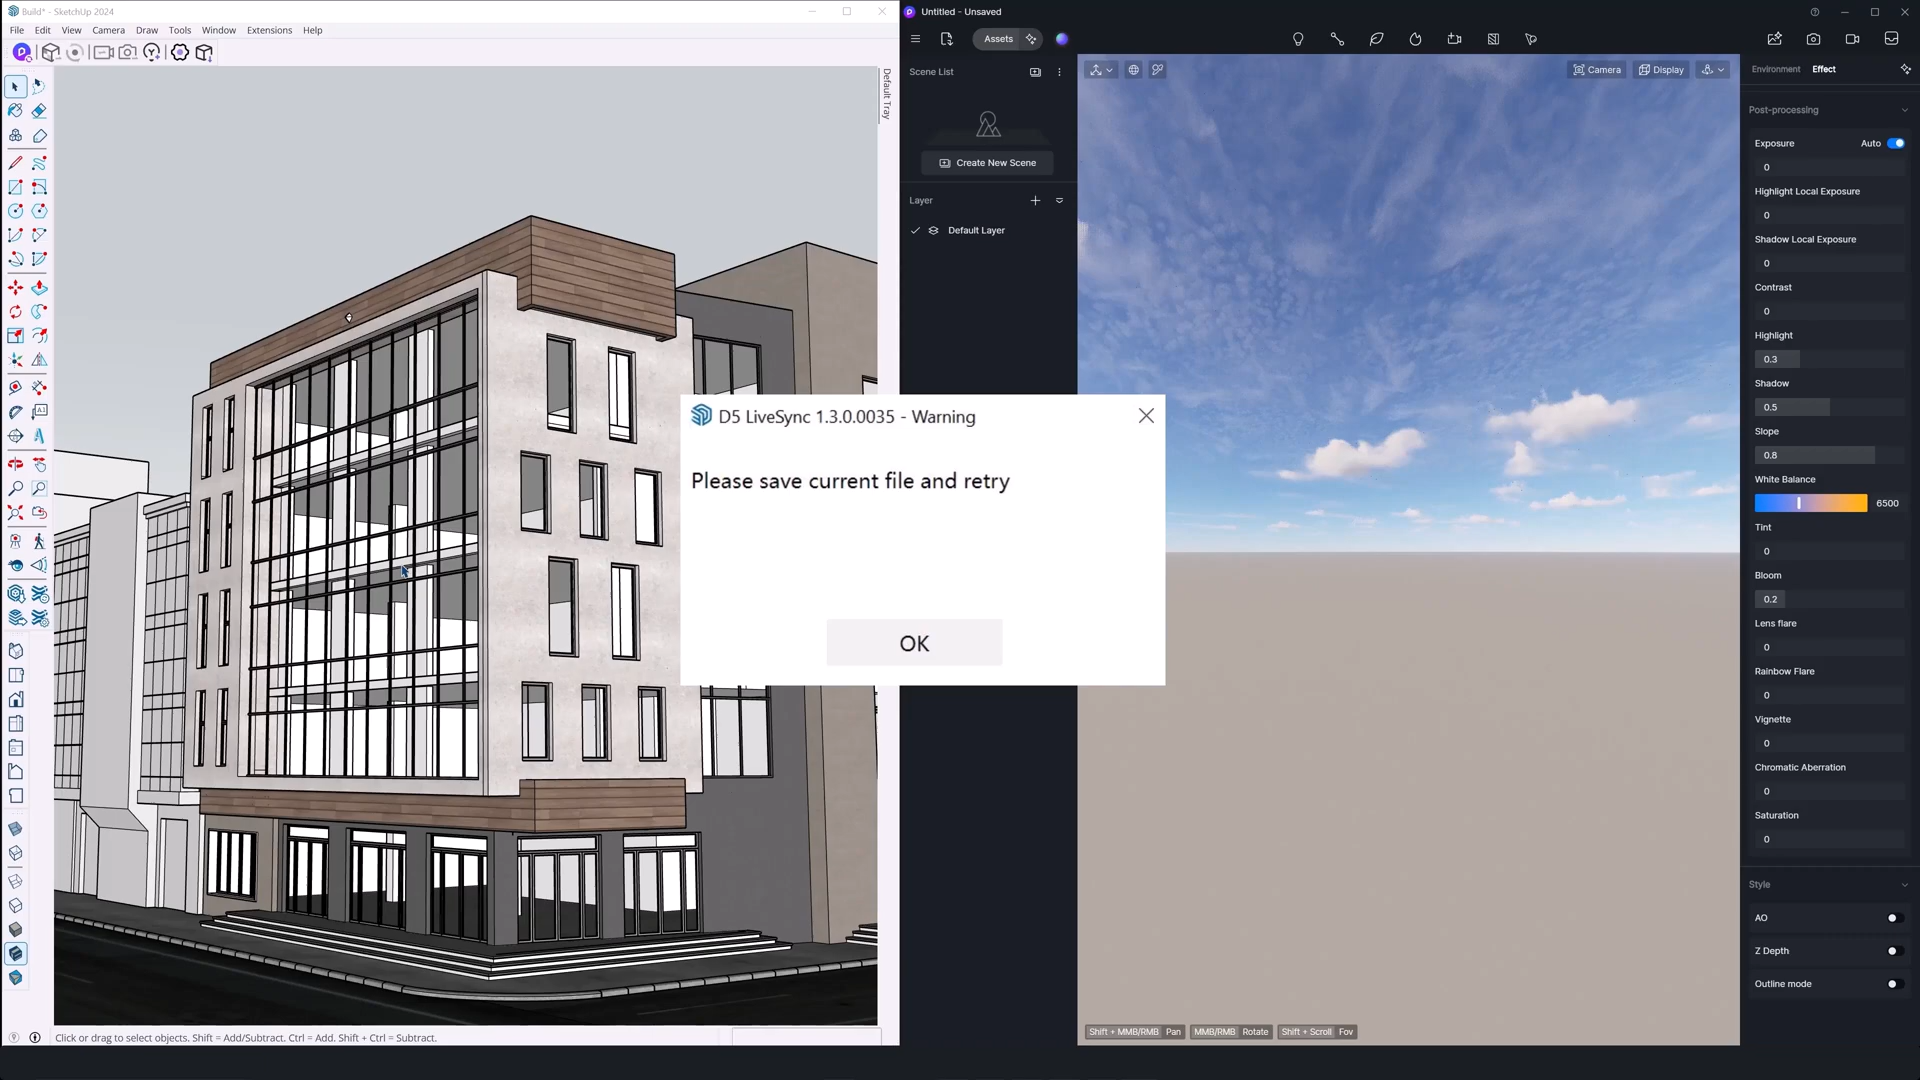 Build* - SketchUp 2024
File Edit View Camera Draw Tools Window Extensions Help
Default Tray
Click or drag to select objects. Shift = Add/Subtract. Ctrl = Add. Shift + Ctrl = Subtract.
D5 LiveSync 1.3.0.0035 - Warning
Please save current file and retry
OK
Untitled - Unsaved
Assets
Scene List
Create New Scene
Layer
Default Layer
Camera
Display
Shift + MMB/RMB Pan
MMB/RMB Rotate
Shift + Scroll Fov
Environment Effect
Post-processing
Exposure Auto
0
Highlight Local Exposure
0
Shadow Local Exposure
0
Contrast
0
Highlight
0.3
Shadow
0.5
Slope
0.8
White Balance
6500
Tint
0
Bloom
0.2
Lens flare
0
Rainbow Flare
0
Vignette
0
Chromatic Aberration
0
Saturation
0
Style
AO
Z Depth
Outline mode